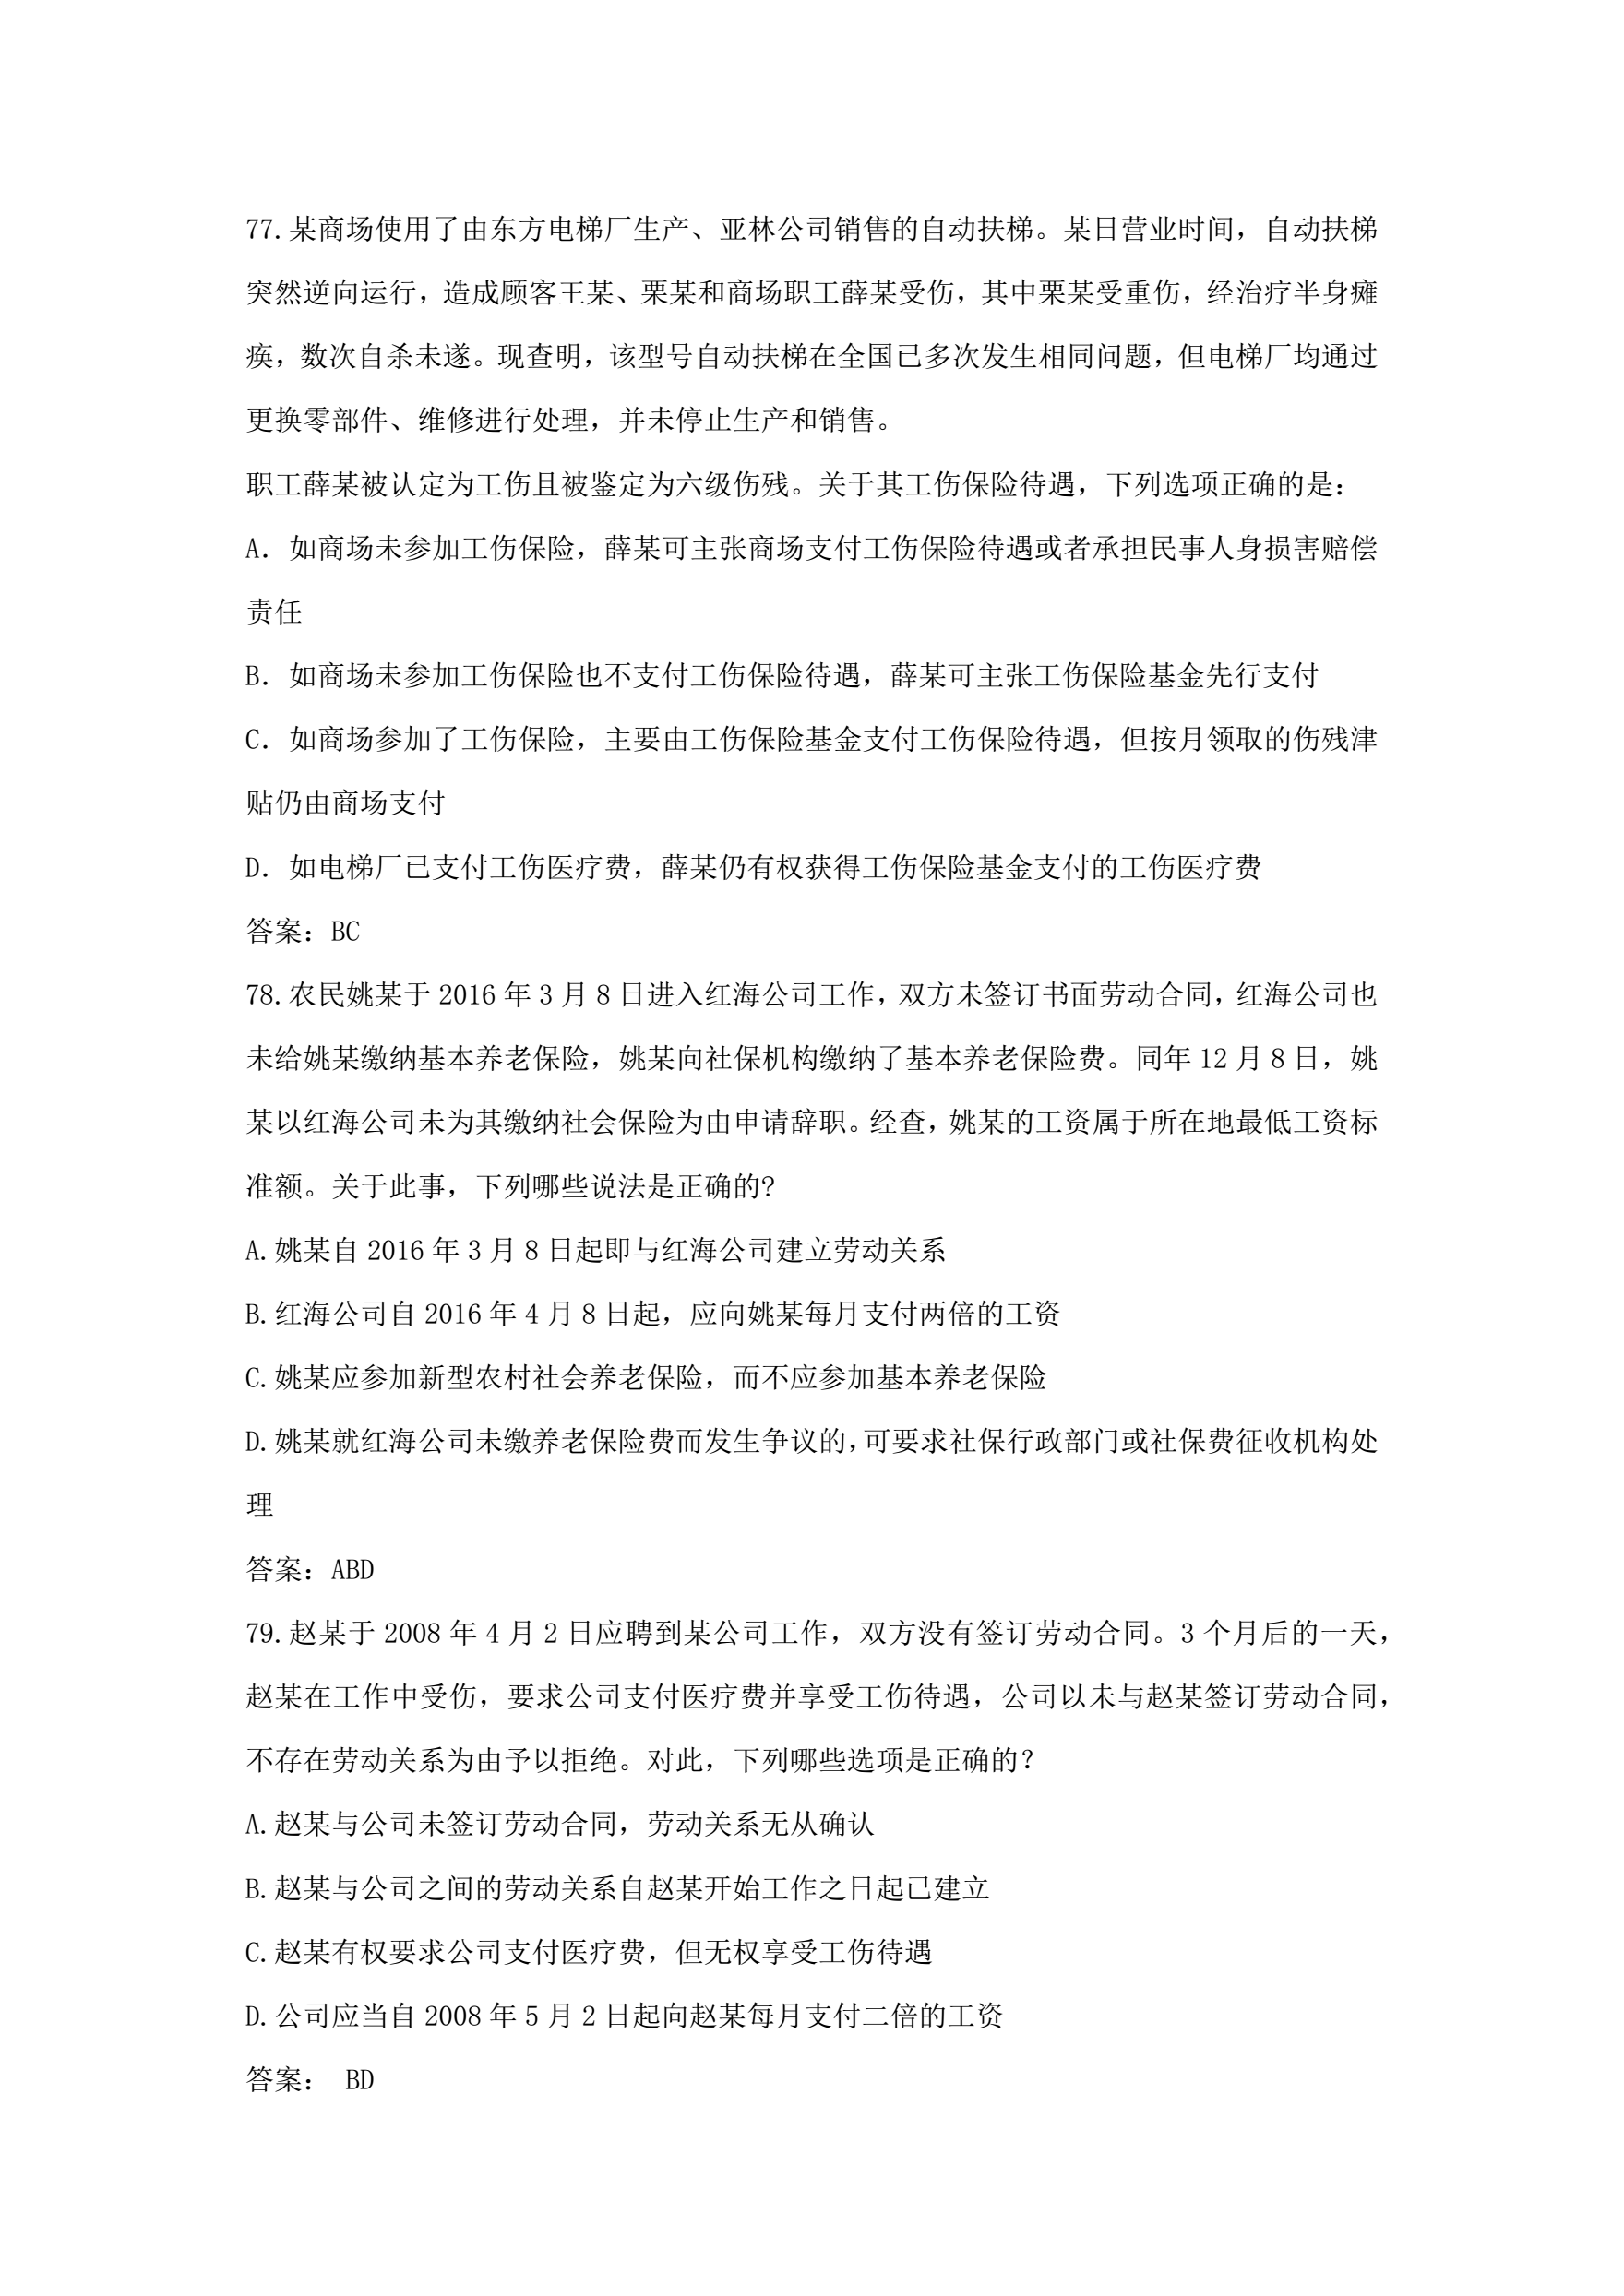 77.某商场使用了由东方电梯厂生产、亚林公司销售的自动扶梯。某日营业时间，自动扶梯
突然逆向运行，造成顾客王某、栗某和商场职工薛某受伤，其中栗某受重伤，经治疗半身瘫
痪，数次自杀未遂。现查明，该型号自动扶梯在全国已多次发生相同问题，但电梯厂均通过
更换零部件、维修进行处理，并未停止生产和销售。
职工薛某被认定为工伤且被鉴定为六级伤残。关于其工伤保险待遇，下列选项正确的是：
A．如商场未参加工伤保险，薛某可主张商场支付工伤保险待遇或者承担民事人身损害赔偿
责任
B．如商场未参加工伤保险也不支付工伤保险待遇，薛某可主张工伤保险基金先行支付
C．如商场参加了工伤保险，主要由工伤保险基金支付工伤保险待遇，但按月领取的伤残津
贴仍由商场支付
D．如电梯厂已支付工伤医疗费，薛某仍有权获得工伤保险基金支付的工伤医疗费
答案：BC
78.农民姚某于 2016 年 3 月 8 日进入红海公司工作，双方未签订书面劳动合同，红海公司也
未给姚某缴纳基本养老保险，姚某向社保机构缴纳了基本养老保险费。同年 12 月 8 日，姚
某以红海公司未为其缴纳社会保险为由申请辞职。经查，姚某的工资属于所在地最低工资标
准额。关于此事，下列哪些说法是正确的?
A.姚某自 2016 年 3 月 8 日起即与红海公司建立劳动关系
B.红海公司自 2016 年 4 月 8 日起，应向姚某每月支付两倍的工资
C.姚某应参加新型农村社会养老保险，而不应参加基本养老保险
D.姚某就红海公司未缴养老保险费而发生争议的，可要求社保行政部门或社保费征收机构处
理
答案：ABD
79.赵某于 2008 年 4 月 2 日应聘到某公司工作，双方没有签订劳动合同。3 个月后的一天，
赵某在工作中受伤，要求公司支付医疗费并享受工伤待遇，公司以未与赵某签订劳动合同，
不存在劳动关系为由予以拒绝。对此，下列哪些选项是正确的？
A.赵某与公司未签订劳动合同，劳动关系无从确认
B.赵某与公司之间的劳动关系自赵某开始工作之日起已建立
C.赵某有权要求公司支付医疗费，但无权享受工伤待遇
D.公司应当自 2008 年 5 月 2 日起向赵某每月支付二倍的工资
答案： BD